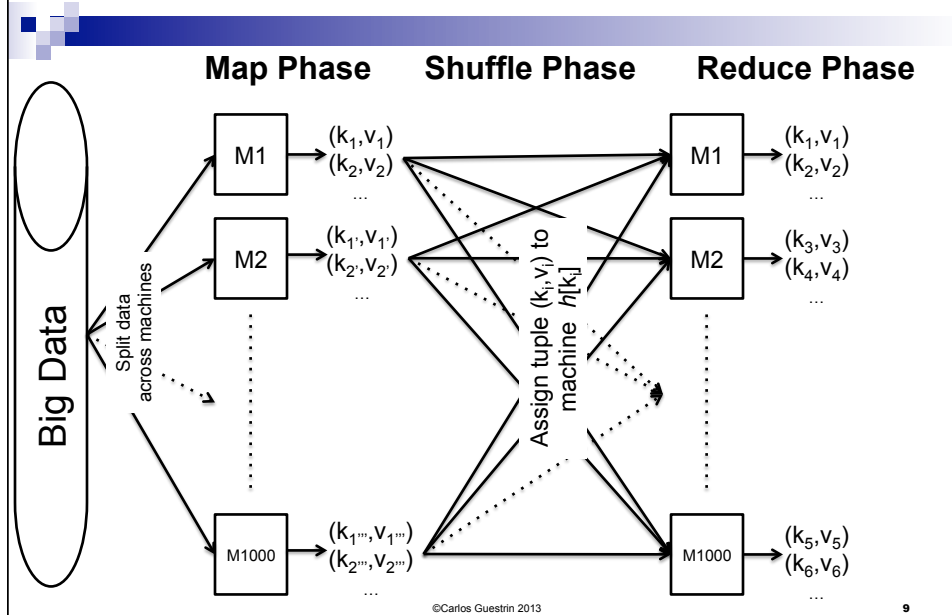 Map Phase
Shuffle Phase
Reduce Phase
Big Data
Split data
across machines
M1
(k₁,v₁)
(k₂,v₂)
...
M2
(k₁',v₁')
(k₂',v₂')
...
M1000
(k₁''',v₁''')
(k₂''',v₂''')
...
Assign tuple (kᵢ,vᵢ) to
machine h[kᵢ]
M1
(k₁,v₁)
(k₂,v₂)
...
M2
(k₃,v₃)
(k₄,v₄)
...
M1000
(k₅,v₅)
(k₆,v₆)
...
©Carlos Guestrin 2013
9